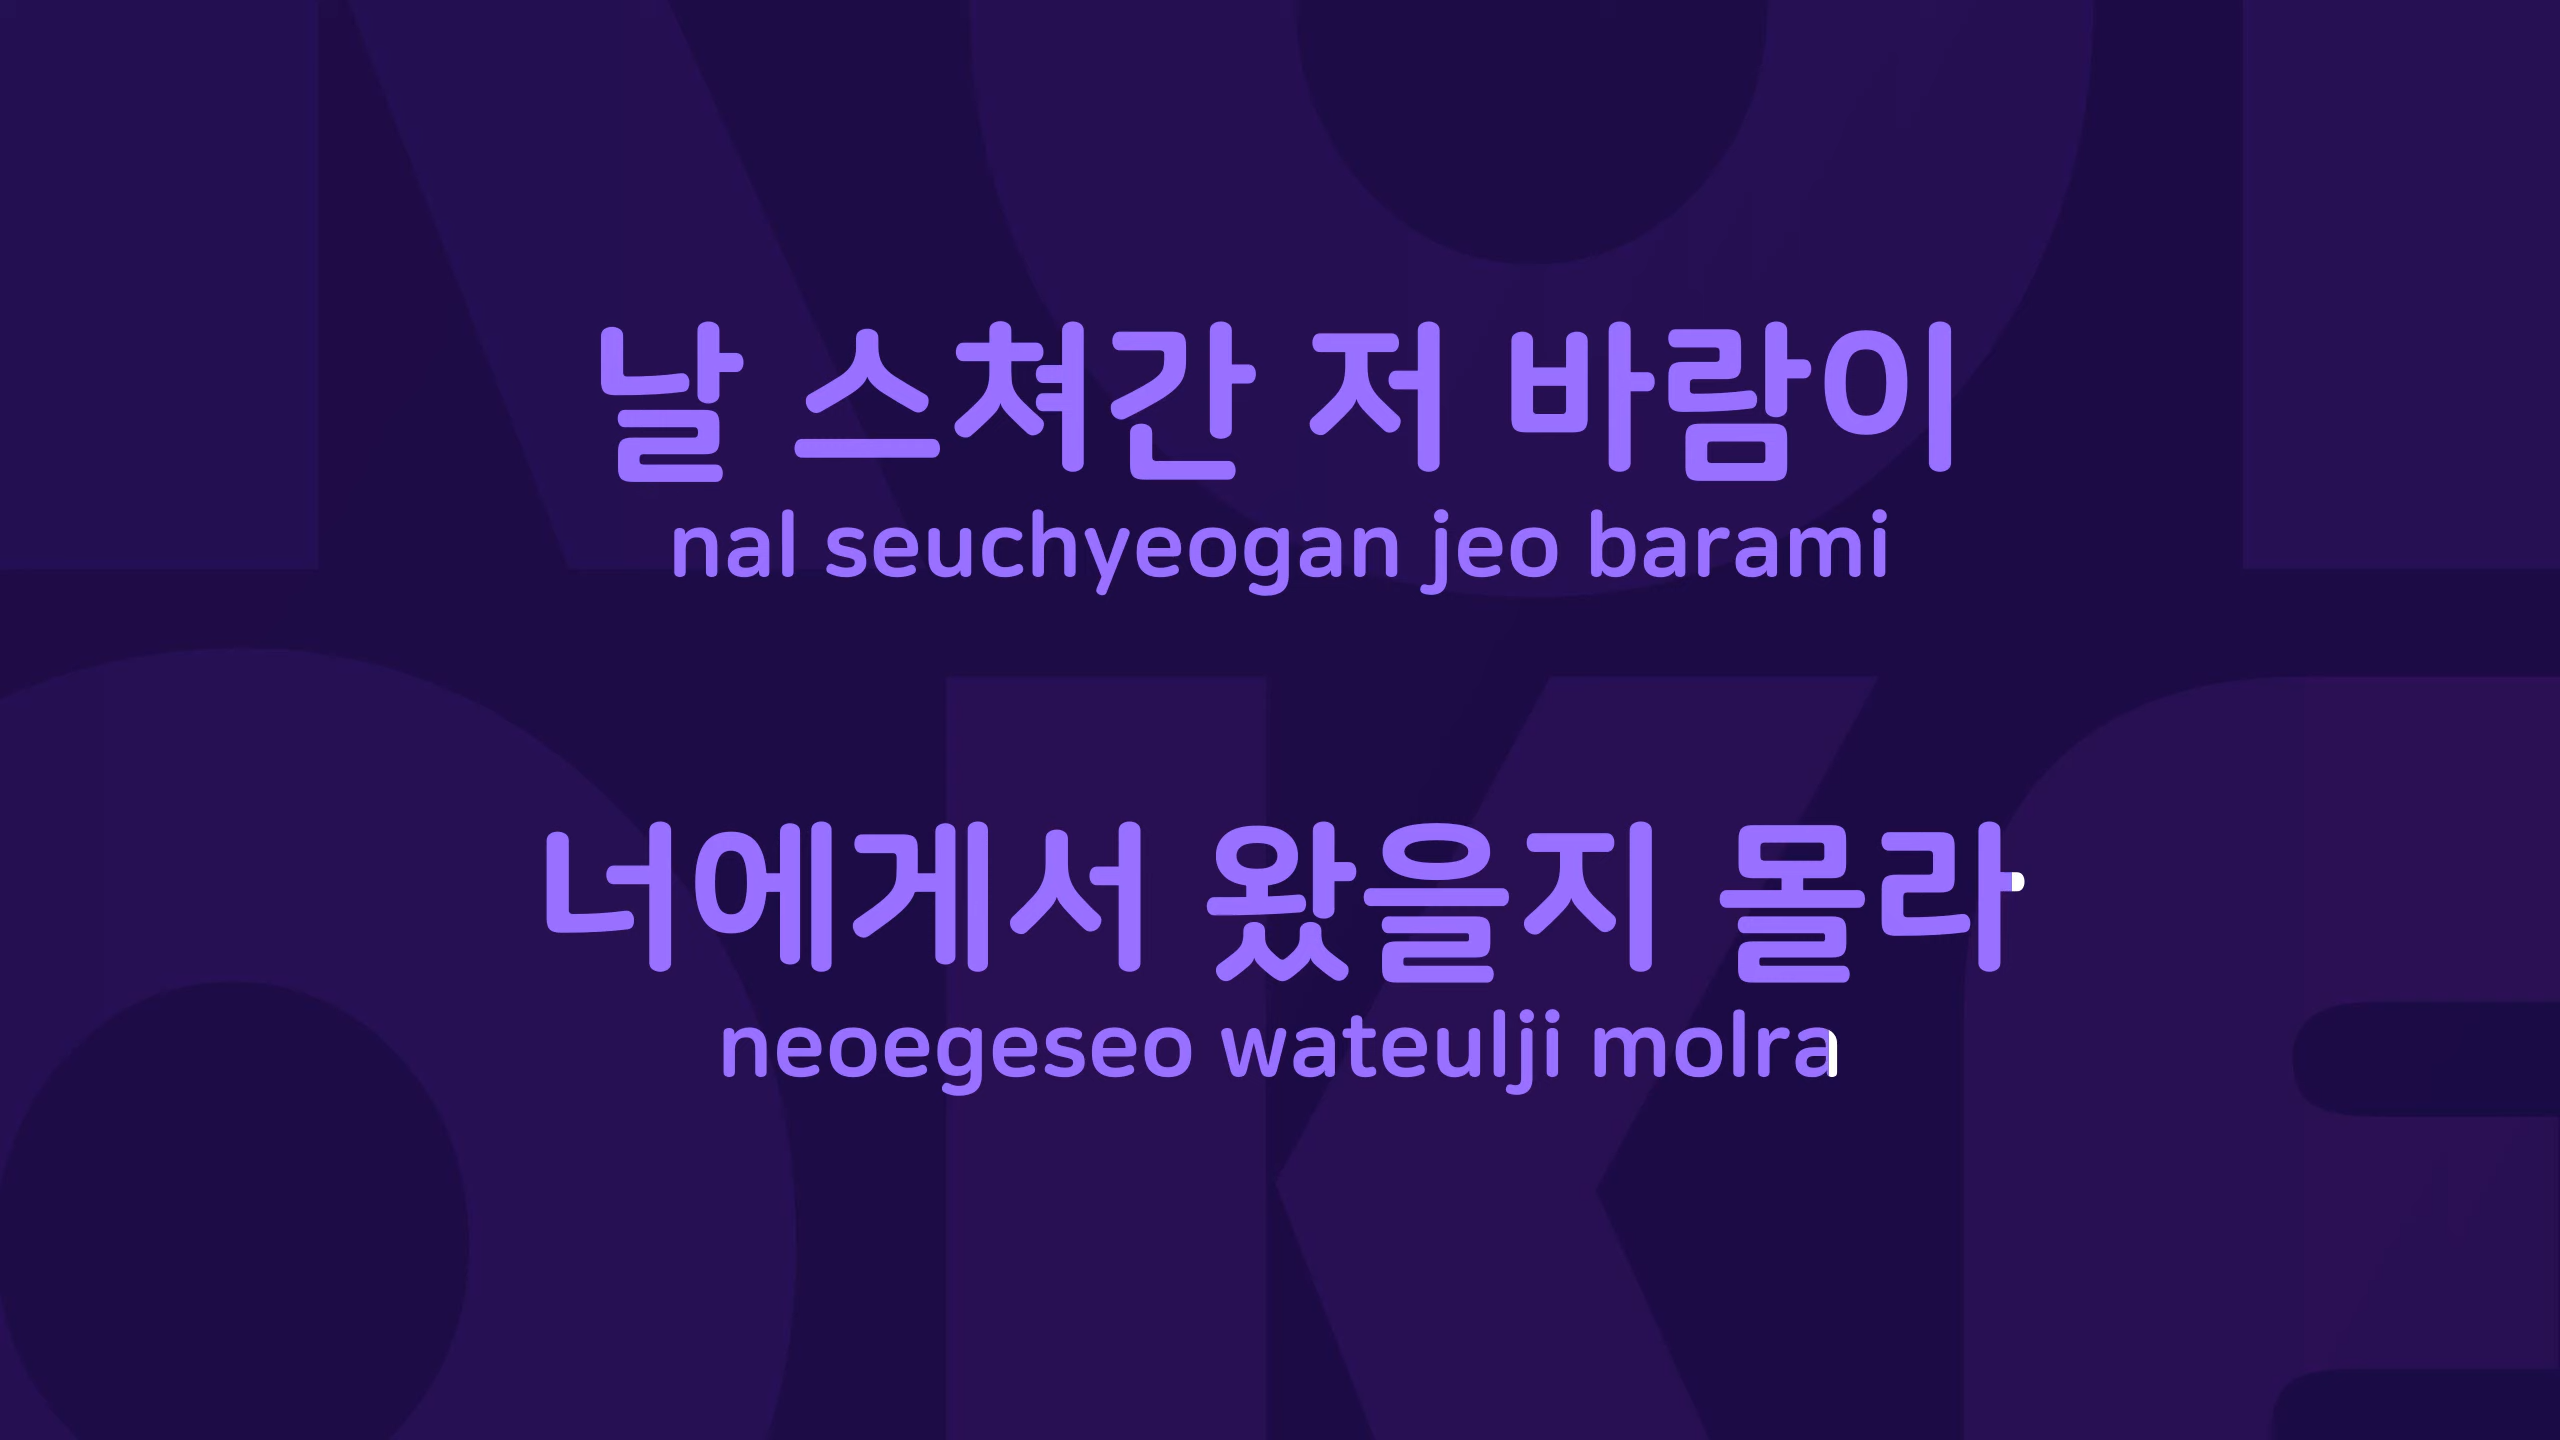 날 스쳐간 저 바람이
nal seuchyeogan jeo barami
너에게서 왔을지 몰라
neoegeseo wateulji molra